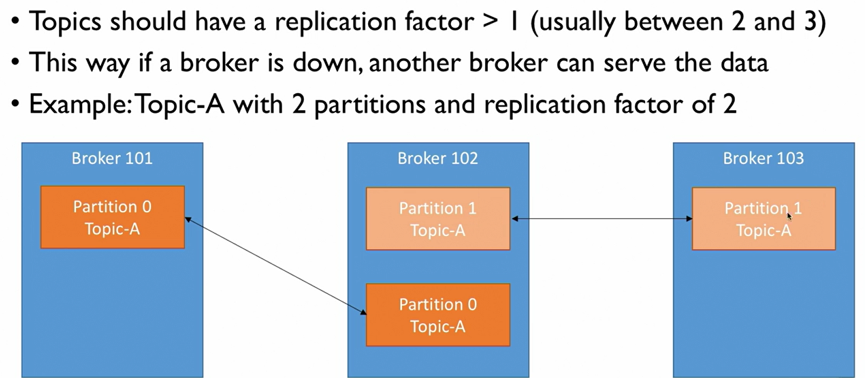 • Topics should have a replication factor > 1 (usually between 2 and 3)
• This way if a broker is down, another broker can serve the data
• Example: Topic-A with 2 partitions and replication factor of 2
Broker 101
Partition 0
Topic-A
Broker 102
Partition 1
Topic-A
Partition 0
Topic-A
Broker 103
Partition 1
Topic-A